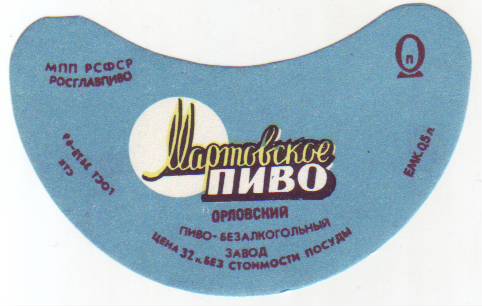 МПП РСФСР
РОСГЛАВПИВО
П
Мартовское
ПИВО
ОРЛОВСКИЙ
ПИВО-БЕЗАЛКОГОЛЬНЫЙ
ЗАВОД
ЦЕНА 32 к. БЕЗ СТОИМОСТИ ПОСУДЫ
ГОСТ 3473-69
ЕМК. 0,5 л